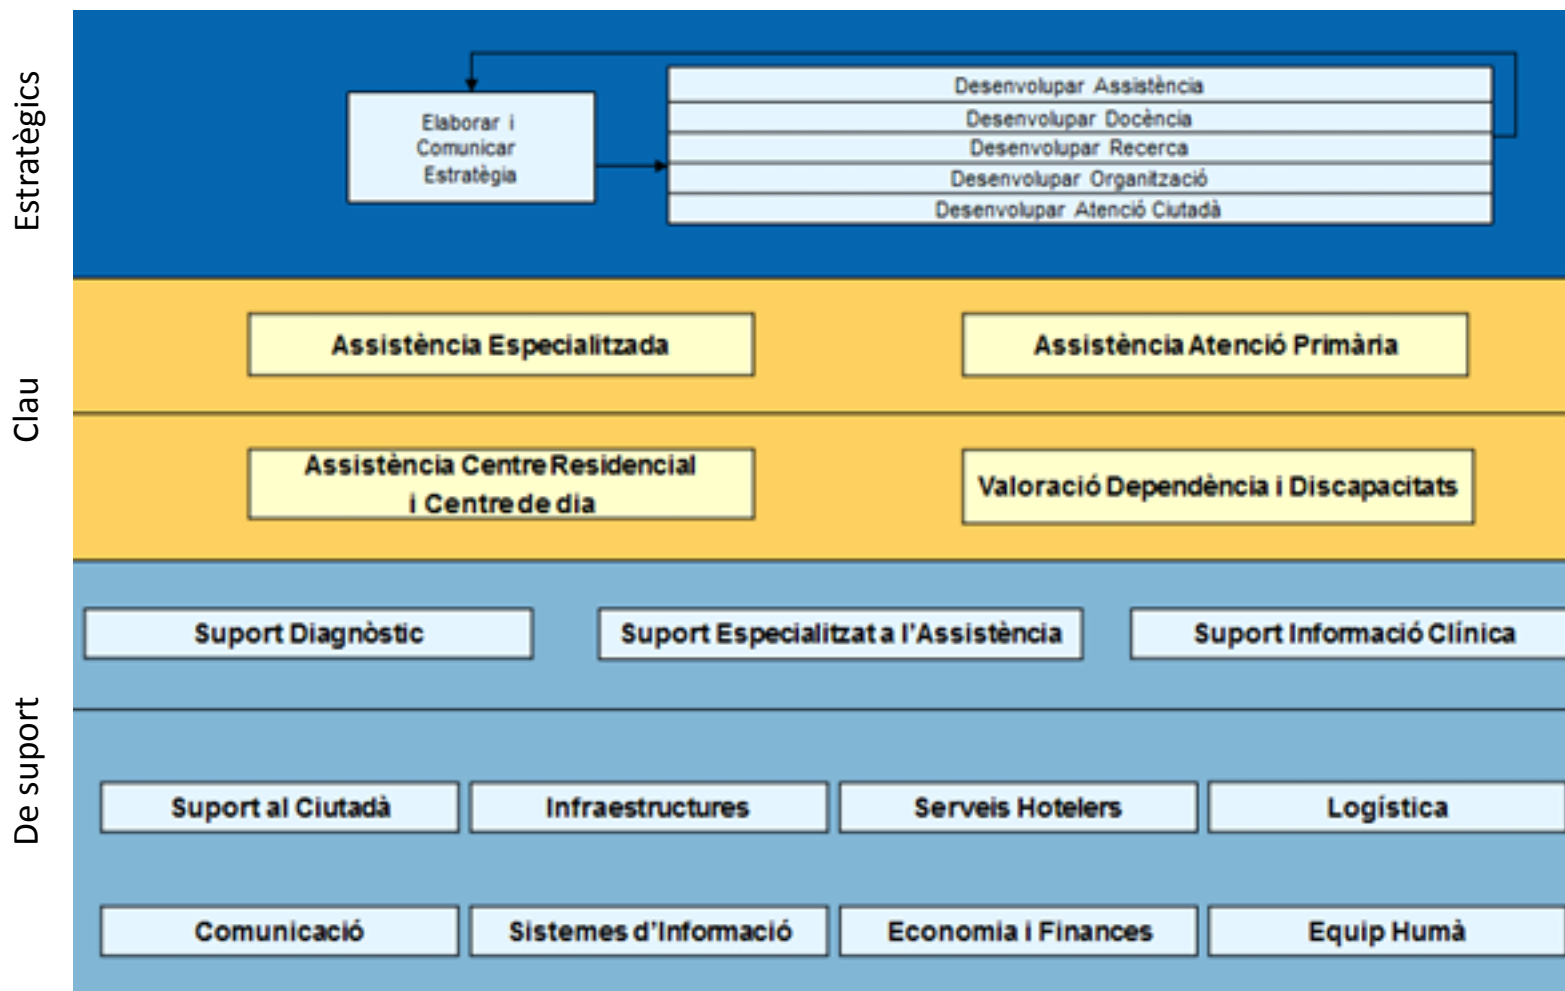 Estratègics
Elaborar i
Comunicar
Estratègia
Desenvolupar Assistència
Desenvolupar Docència
Desenvolupar Recerca
Desenvolupar Organització
Desenvolupar Atenció Ciutadà
Clau
Assistència Especialitzada
Assistència Atenció Primària
Assistència Centre Residencial
i Centre de dia
Valoració Dependència i Discapacitats
De suport
Suport Diagnòstic
Suport Especialitzat a l'Assistència
Suport Informació Clínica
Suport al Ciutadà
Infraestructures
Serveis Hotelers
Logística
Comunicació
Sistemes d'Informació
Economia i Finances
Equip Humà